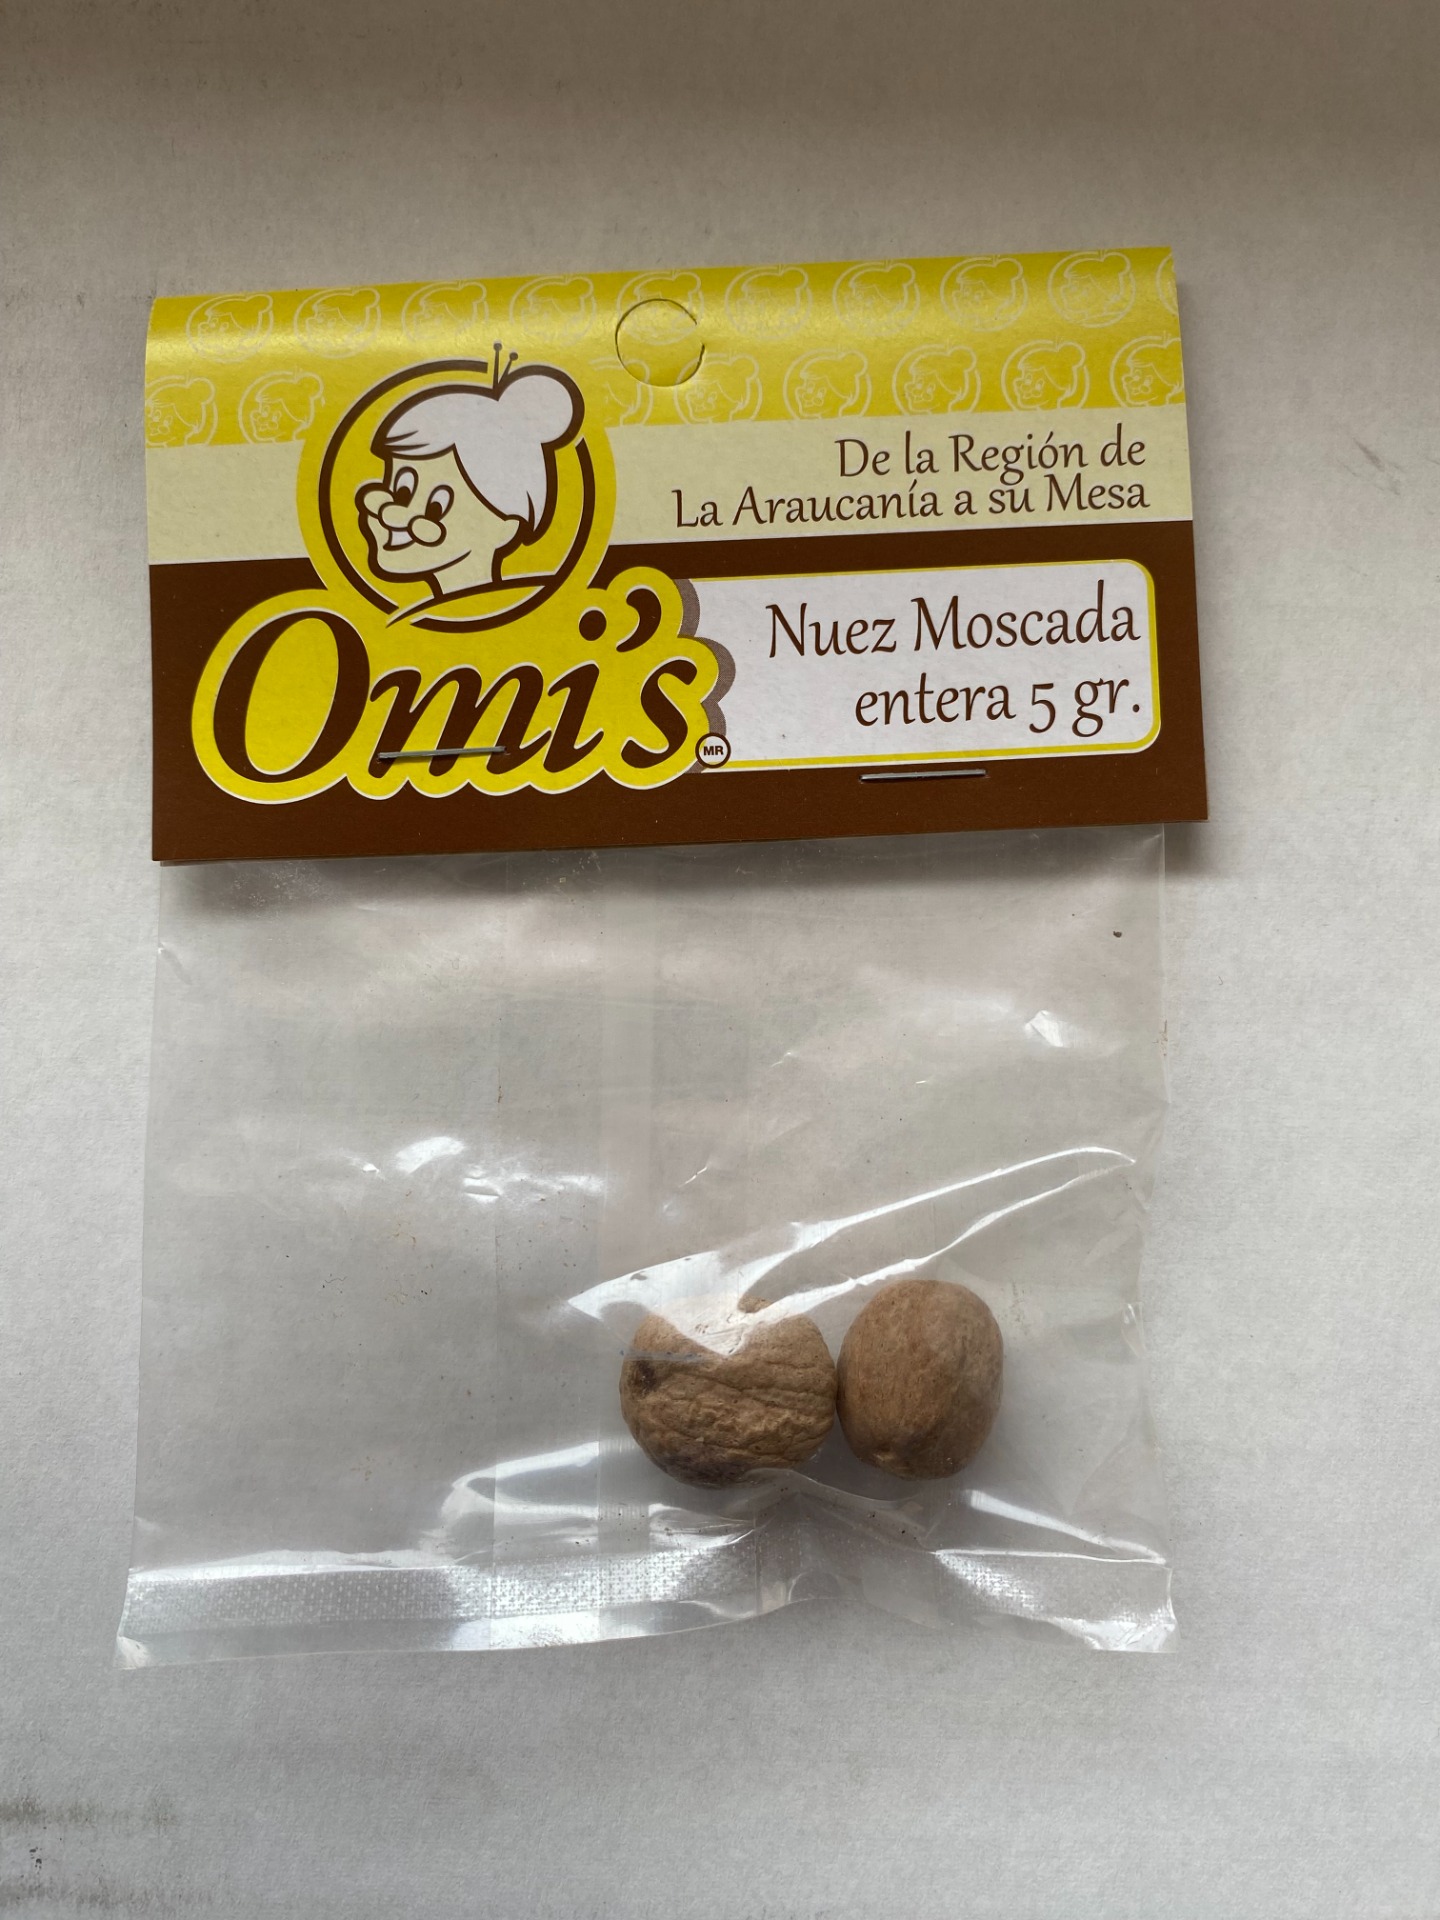 De la Región de
La Araucanía a su Mesa
Omi's
MR
Nuez Moscada
entera 5 gr.